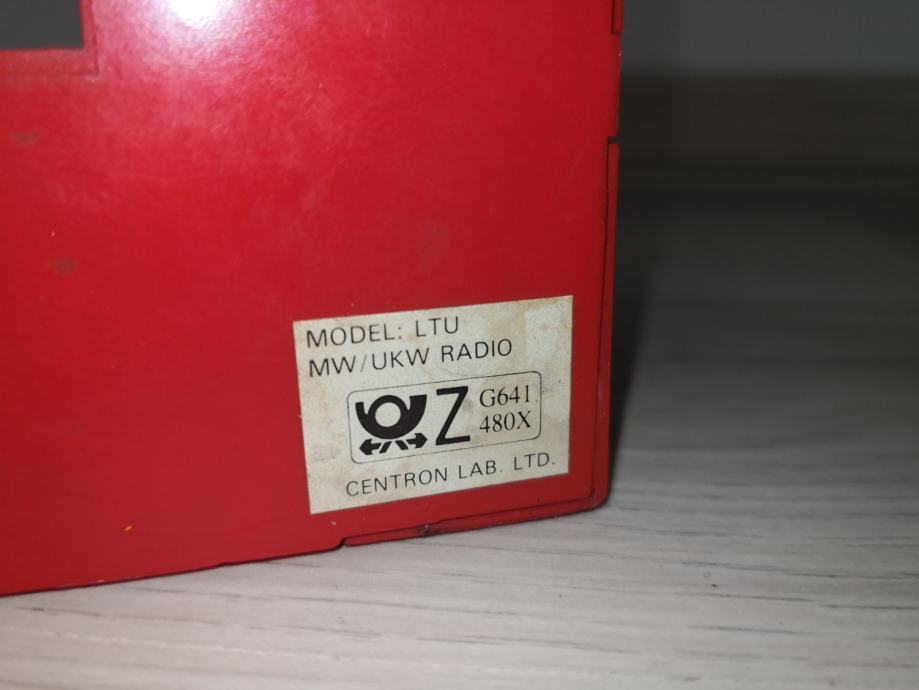 MODEL: LTU
MW/UKW RADIO
Z G641
480X
CENTRON LAB. LTD.